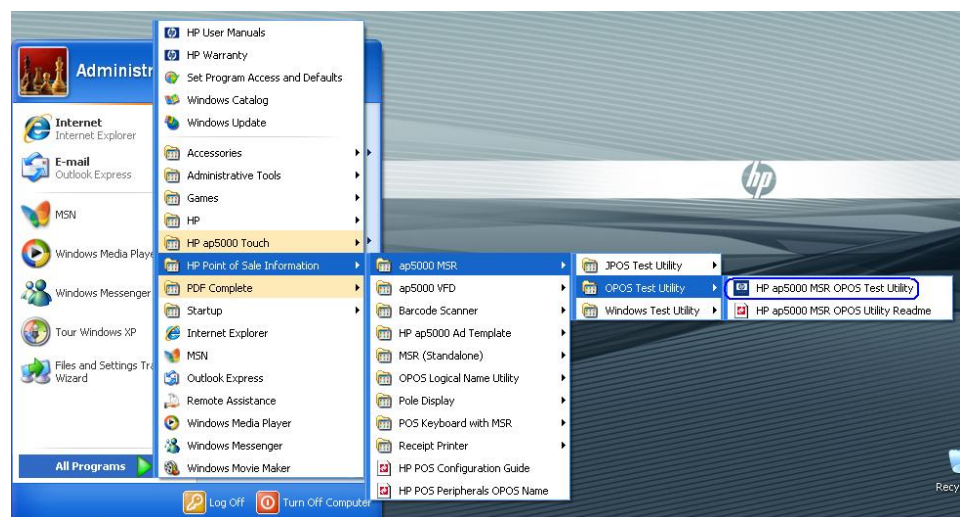 Administr
Internet
Internet Explorer
E-mail
Outlook Express
MSN
Windows Media Playe
Windows Messenger
Tour Windows XP
Files and Settings Tra
Wizard
All Programs
Log Off
Turn Off Computer
HP User Manuals
HP Warranty
Set Program Access and Defaults
Windows Catalog
Windows Update
Accessories
Administrative Tools
Games
HP
HP ap5000 Touch
HP Point of Sale Information
PDF Complete
Startup
Internet Explorer
MSN
Outlook Express
Remote Assistance
Windows Media Player
Windows Messenger
Windows Movie Maker
ap5000 MSR
ap5000 VFD
Barcode Scanner
HP ap5000 Ad Template
MSR (Standalone)
OPOS Logical Name Utility
Pole Display
POS Keyboard with MSR
Receipt Printer
HP POS Configuration Guide
HP POS Peripherals OPOS Name
JPOS Test Utility
OPOS Test Utility
Windows Test Utility
HP ap5000 MSR OPOS Test Utility
HP ap5000 MSR OPOS Utility Readme
hp
Recy